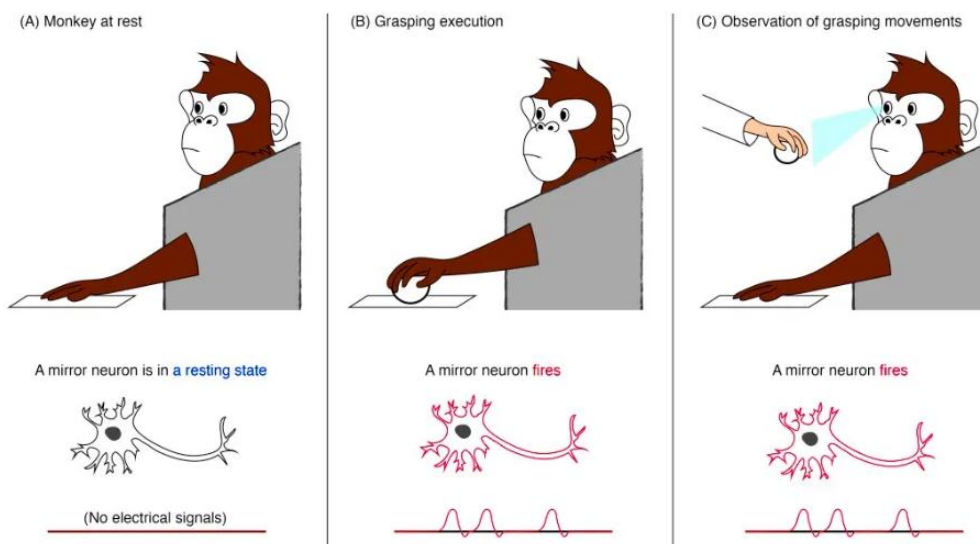 (A) Monkey at rest
(B) Grasping execution
(C) Observation of grasping movements
A mirror neuron is in a resting state
A mirror neuron fires
A mirror neuron fires
(No electrical signals)